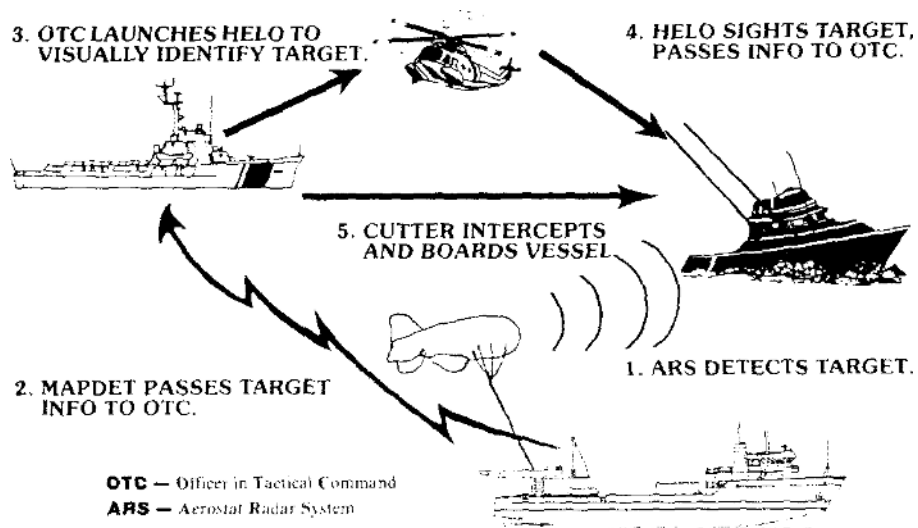 3. OTC LAUNCHES HELO TO
VISUALLY IDENTIFY TARGET.
4. HELO SIGHTS TARGET,
PASSES INFO TO OTC.
5. CUTTER INTERCEPTS
AND BOARDS VESSEL
1. ARS DETECTS TARGET.
2. MAPDET PASSES TARGET
INFO TO OTC.
OTC — Officer in Tactical Command
ARS — Aerostat Radar System